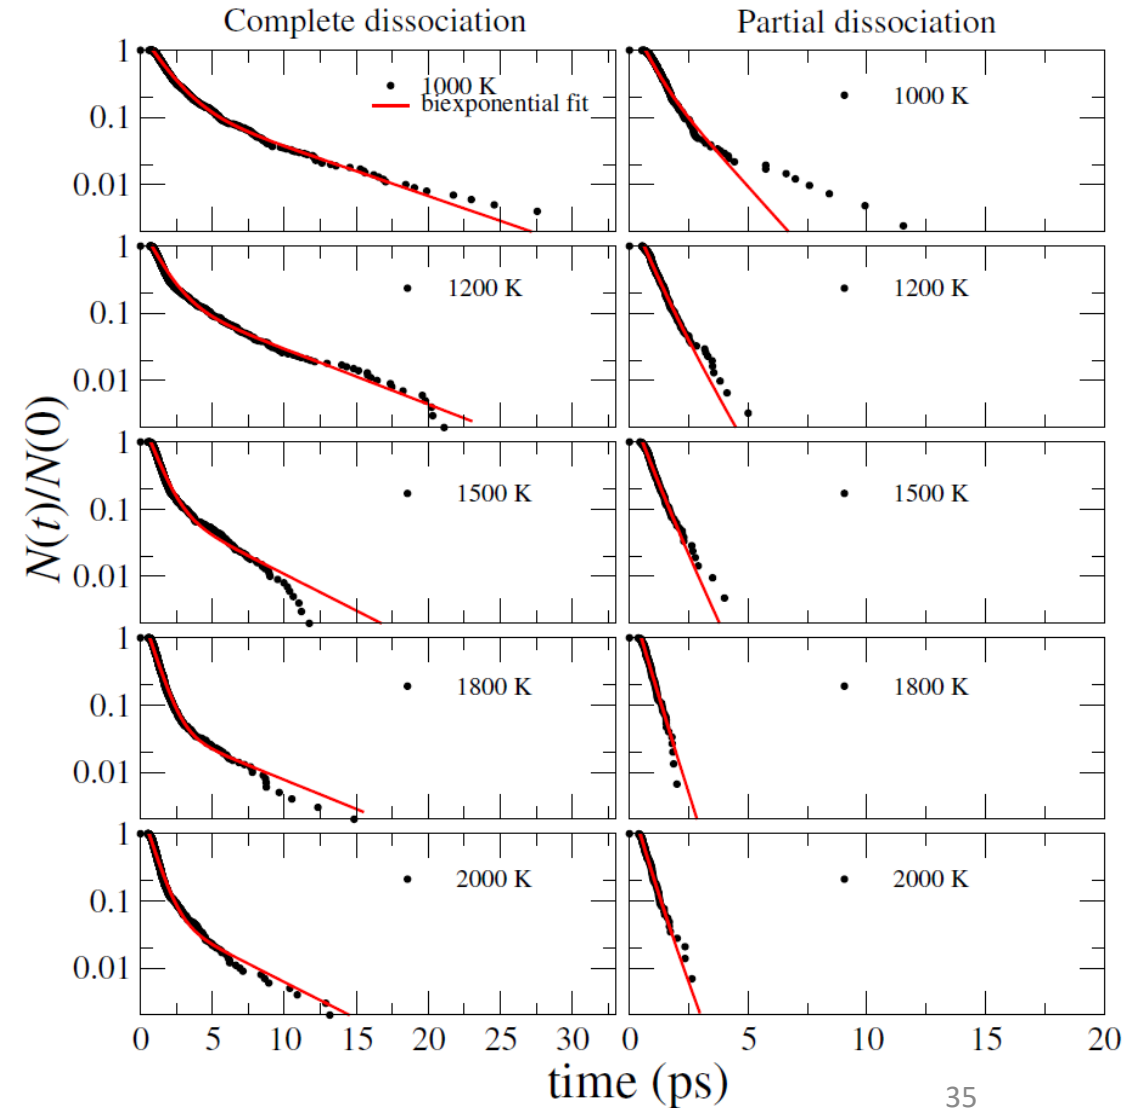 Complete dissociation
Partial dissociation
1
0.1
0.01
1000 K
biexponential fit
1000 K
1
0.1
0.01
1200 K
1200 K
1
0.1
0.01
1500 K
1500 K
1
0.1
0.01
1800 K
1800 K
1
0.1
0.01
2000 K
2000 K
N(t)/N(0)
0 5 10 15 20 25 30 0 5 10 15 20
time (ps)
35